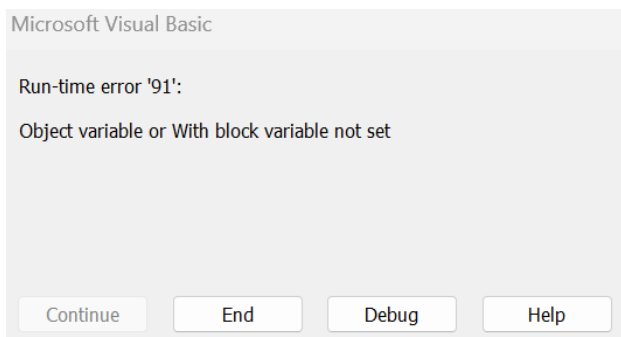 Microsoft Visual Basic
Run-time error '91':
Object variable or With block variable not set
Continue End Debug Help